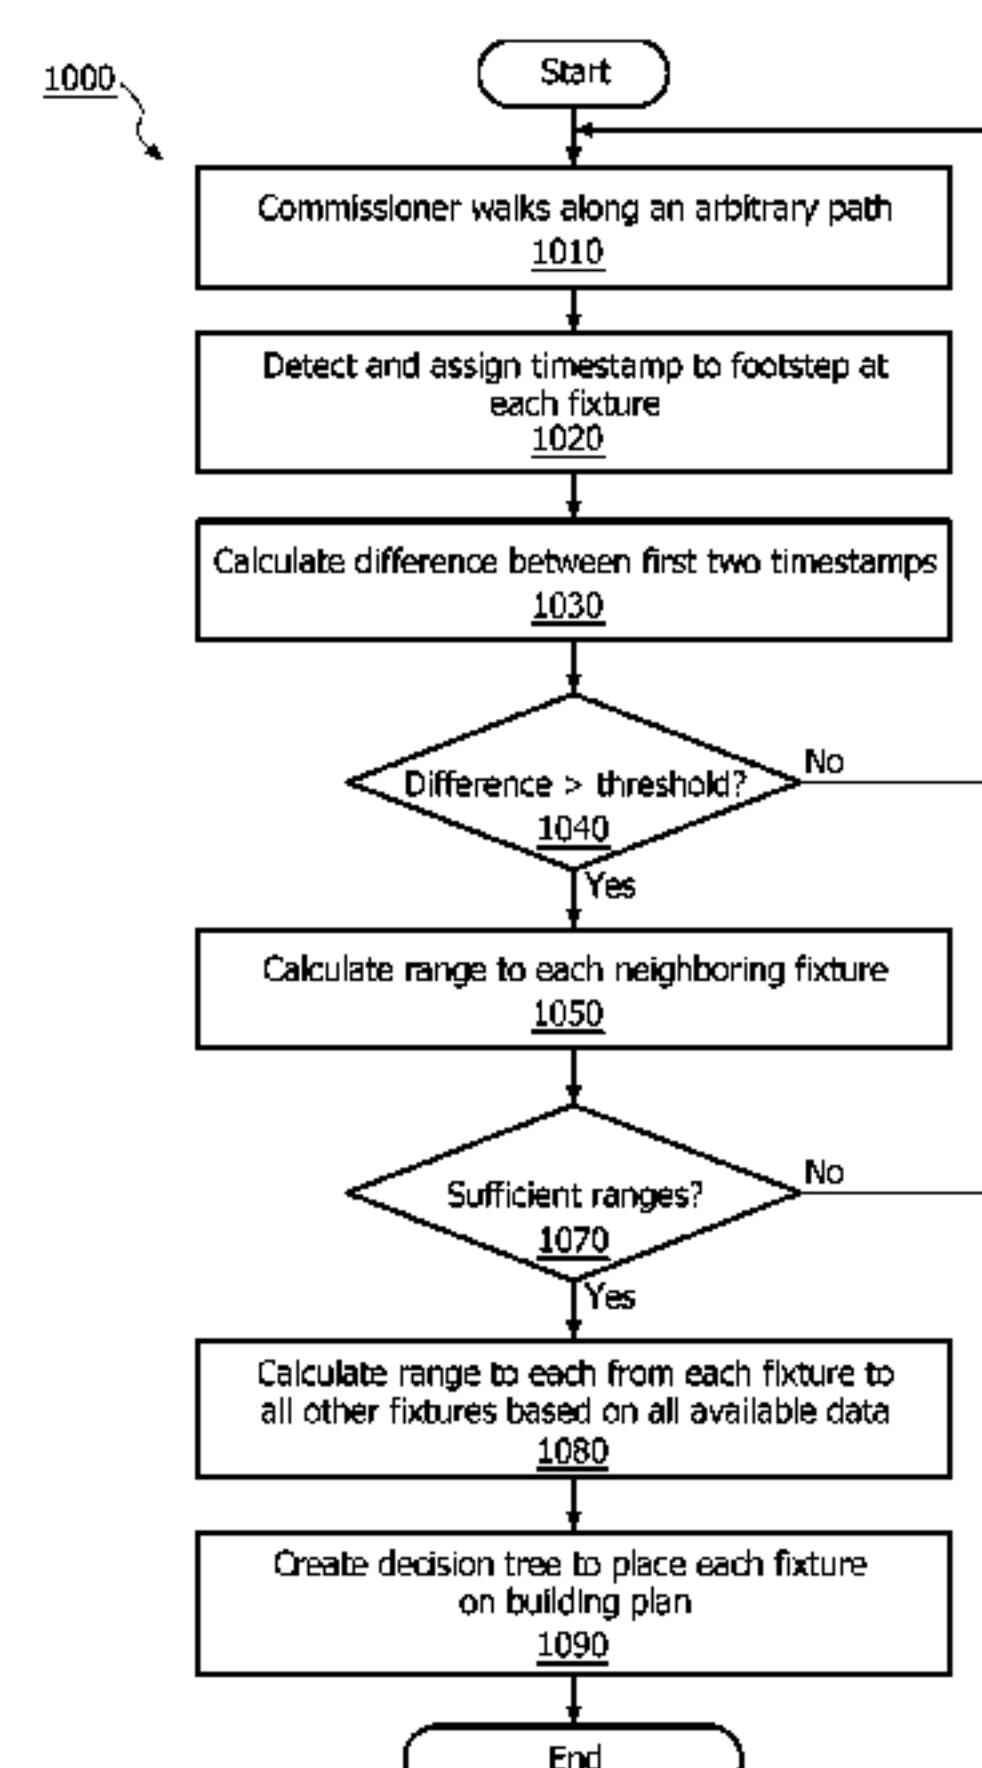 1000
Start
Commissioner walks along an arbitrary path
1010
Detect and assign timestamp to footstep at
each fixture
1020
Calculate difference between first two timestamps
1030
Difference > threshold?
1040
No
Yes
Calculate range to each neighboring fixture
1050
Sufficient ranges?
1070
No
Yes
Calculate range to each from each fixture to
all other fixtures based on all available data
1080
Create decision tree to place each fixture
on building plan
1090
End